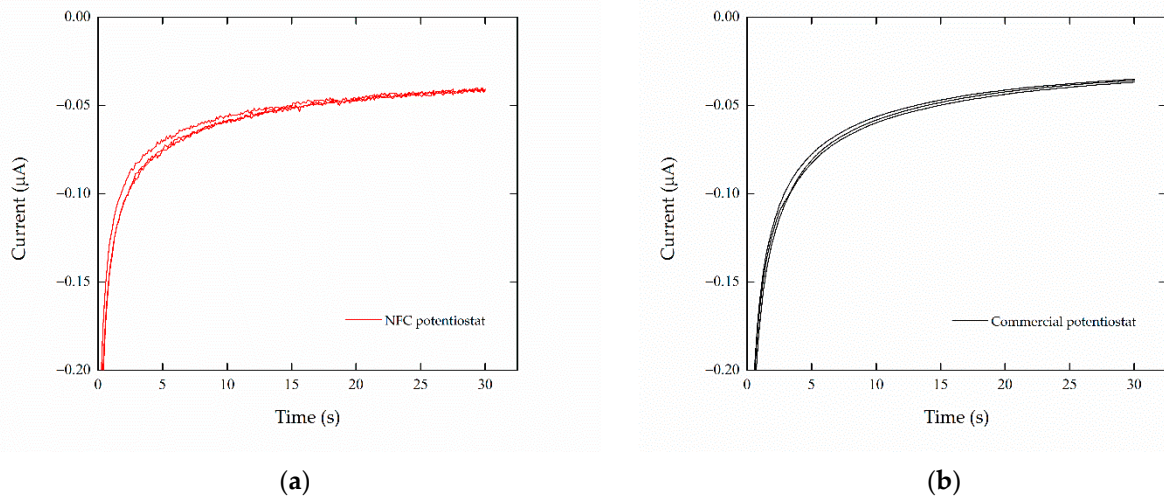 0.00
−0.05
−0.10
−0.15
−0.20
Current (µA)
0 5 10 15 20 25 30
Time (s)
NFC potentiostat
(a)
0.00
−0.05
−0.10
−0.15
−0.20
Current (µA)
0 5 10 15 20 25 30
Time (s)
Commercial potentiostat
(b)